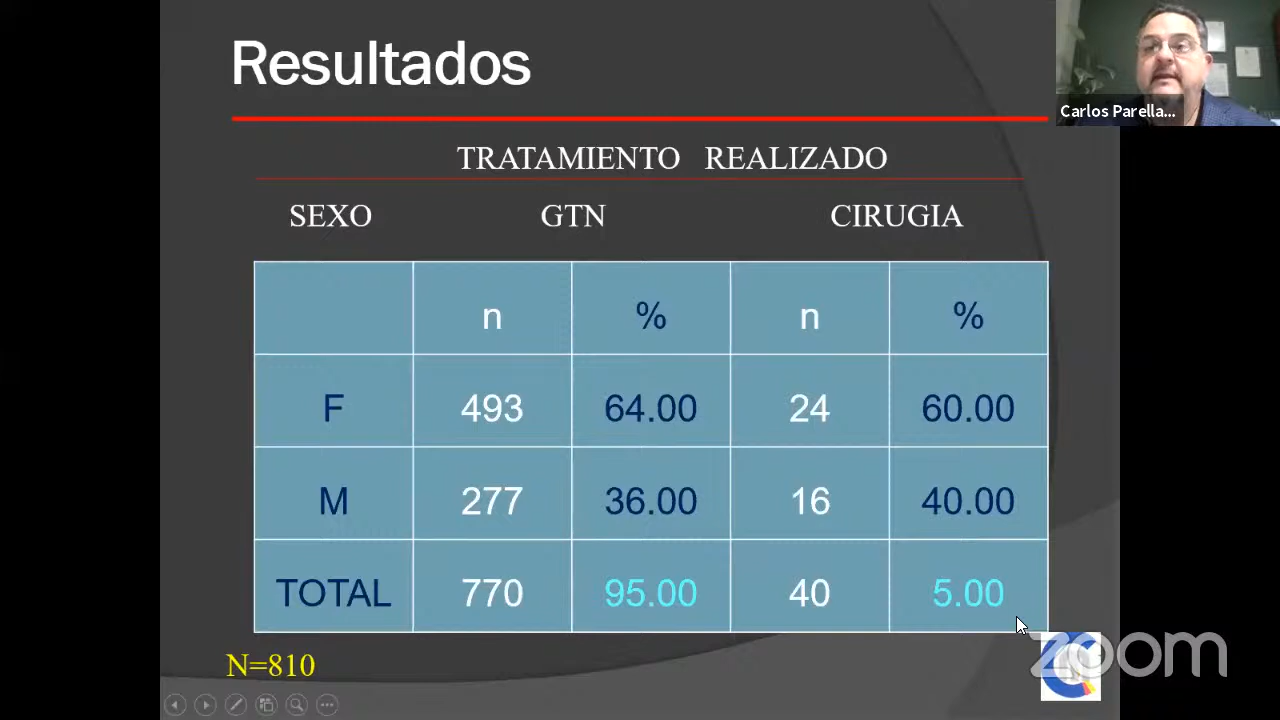 Resultados
Carlos Parella...
TRATAMIENTO REALIZADO
SEXO GTN CIRUGIA
n % n %
F 493 64.00 24 60.00
M 277 36.00 16 40.00
TOTAL 770 95.00 40 5.00
N=810
zoom